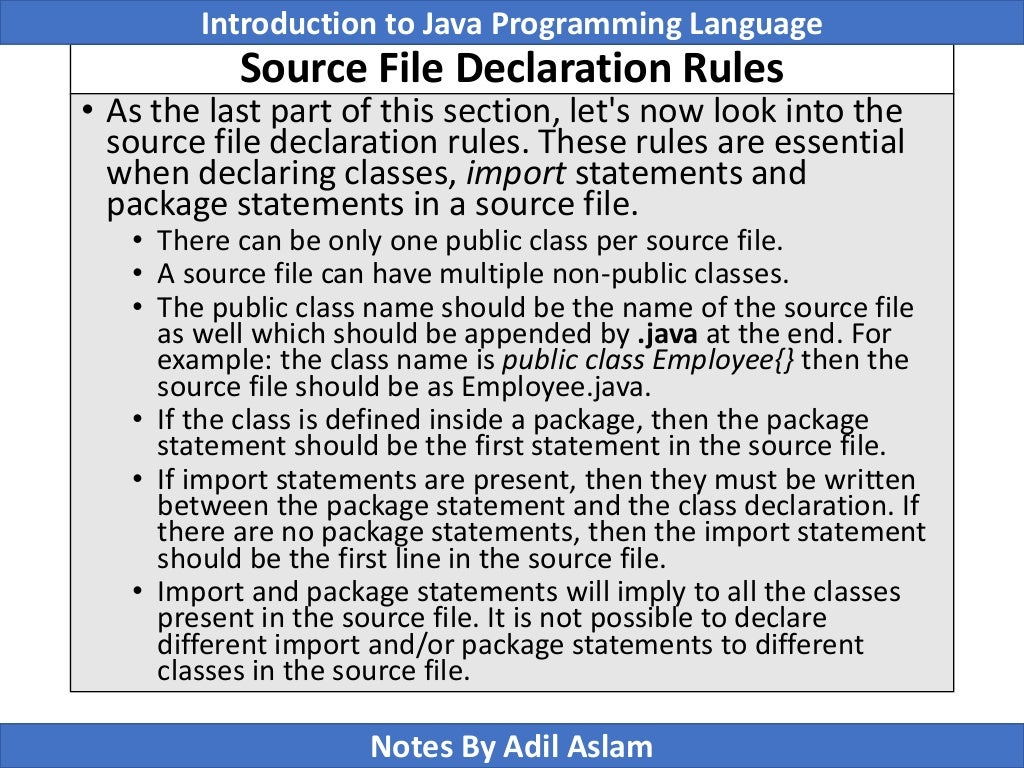 Introduction to Java Programming Language
Source File Declaration Rules
• As the last part of this section, let's now look into the
source file declaration rules. These rules are essential
when declaring classes, import statements and
package statements in a source file.
• There can be only one public class per source file.
• A source file can have multiple non-public classes.
• The public class name should be the name of the source file
as well which should be appended by .java at the end. For
example: the class name is public class Employee{} then the
source file should be as Employee.java.
• If the class is defined inside a package, then the package
statement should be the first statement in the source file.
• If import statements are present, then they must be written
between the package statement and the class declaration. If
there are no package statements, then the import statement
should be the first line in the source file.
• Import and package statements will imply to all the classes
present in the source file. It is not possible to declare
different import and/or package statements to different
classes in the source file.
Notes By Adil Aslam